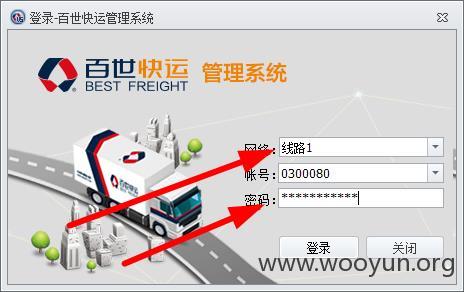 登录-百世快运管理系统
百世快运 管理系统
BEST FREIGHT
网络: 线路1
帐号: 0300080
密码: ***********
登录 关闭
www.wooyun.org